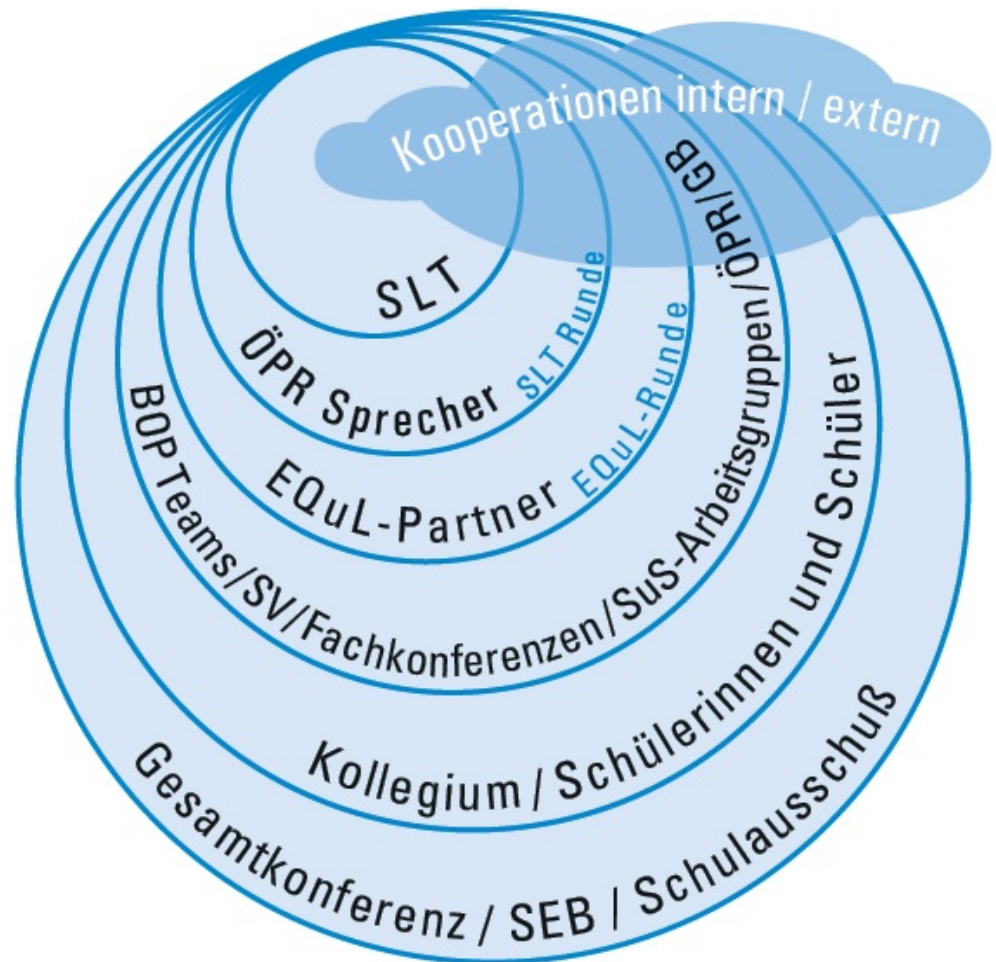 Kooperationen intern / extern
SLT
ÖPR Sprecher
SLT Runde
EQuL-Partner
EQuL-Runde
BOP Teams/SV/Fachkonferenzen/SuS-Arbeitsgruppen/ÖPR/GB
Kollegium / Schülerinnen und Schüler
Gesamtkonferenz / SEB / Schulausschuß